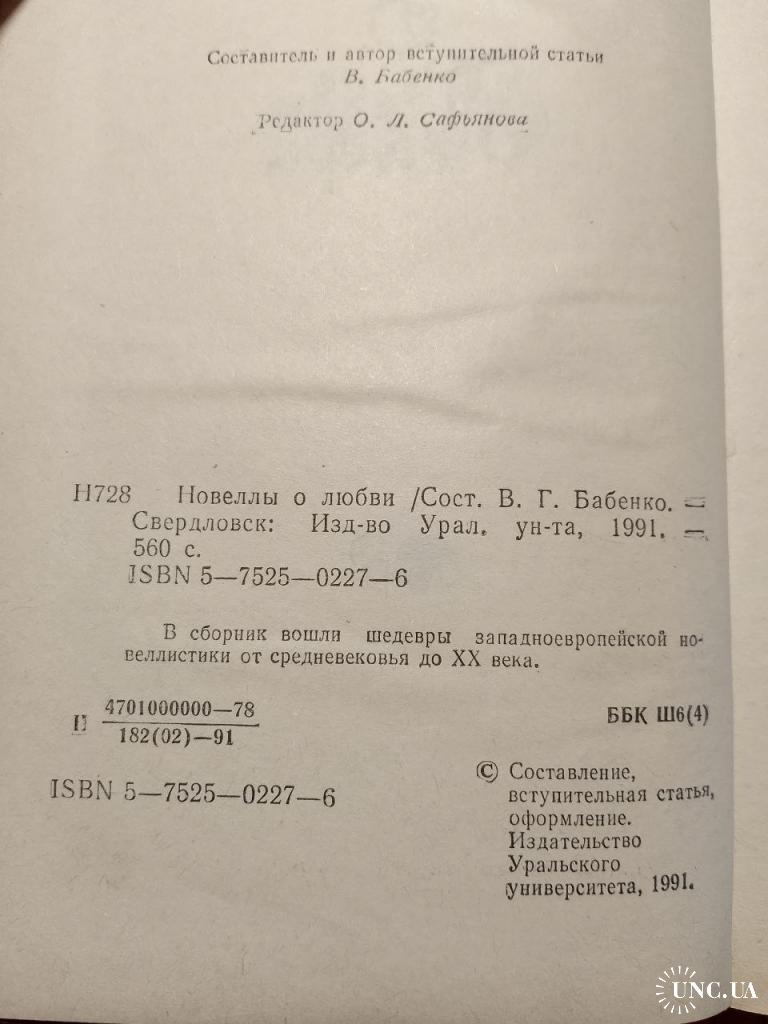 Составитель и автор вступительной статьи
В. Бабенко
Редактор О. Л. Сафьянова
Н728 Новеллы о любви /Сост. В. Г. Бабенко. —
Свердловск: Изд-во Урал. ун-та, 1991. —
560 с.
ISBN 5—7525—0227—6
В сборник вошли шедевры западноевропейской но-
веллистики от средневековья до XX века.
4701000000—78
182(02)—91
ББК Ш6(4)
ISBN 5—7525—0227—6
© Составление,
вступительная статья,
оформление.
Издательство
Уральского
университета, 1991.
UNC.UA